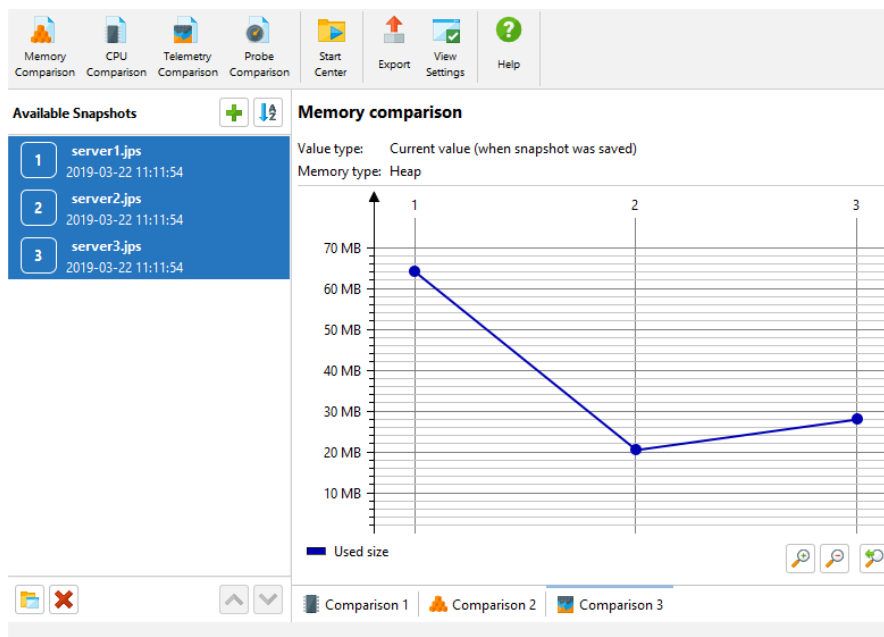 Memory Comparison
CPU Comparison
Telemetry Comparison
Probe Comparison
Start Center
Export
View Settings
Help
Available Snapshots
1
server1.jps
2019-03-22 11:11:54
2
server2.jps
2019-03-22 11:11:54
3
server3.jps
2019-03-22 11:11:54
Memory comparison
Value type: Current value (when snapshot was saved)
Memory type: Heap
1 2 3
70 MB
60 MB
50 MB
40 MB
30 MB
20 MB
10 MB
Used size
Comparison 1 Comparison 2 Comparison 3